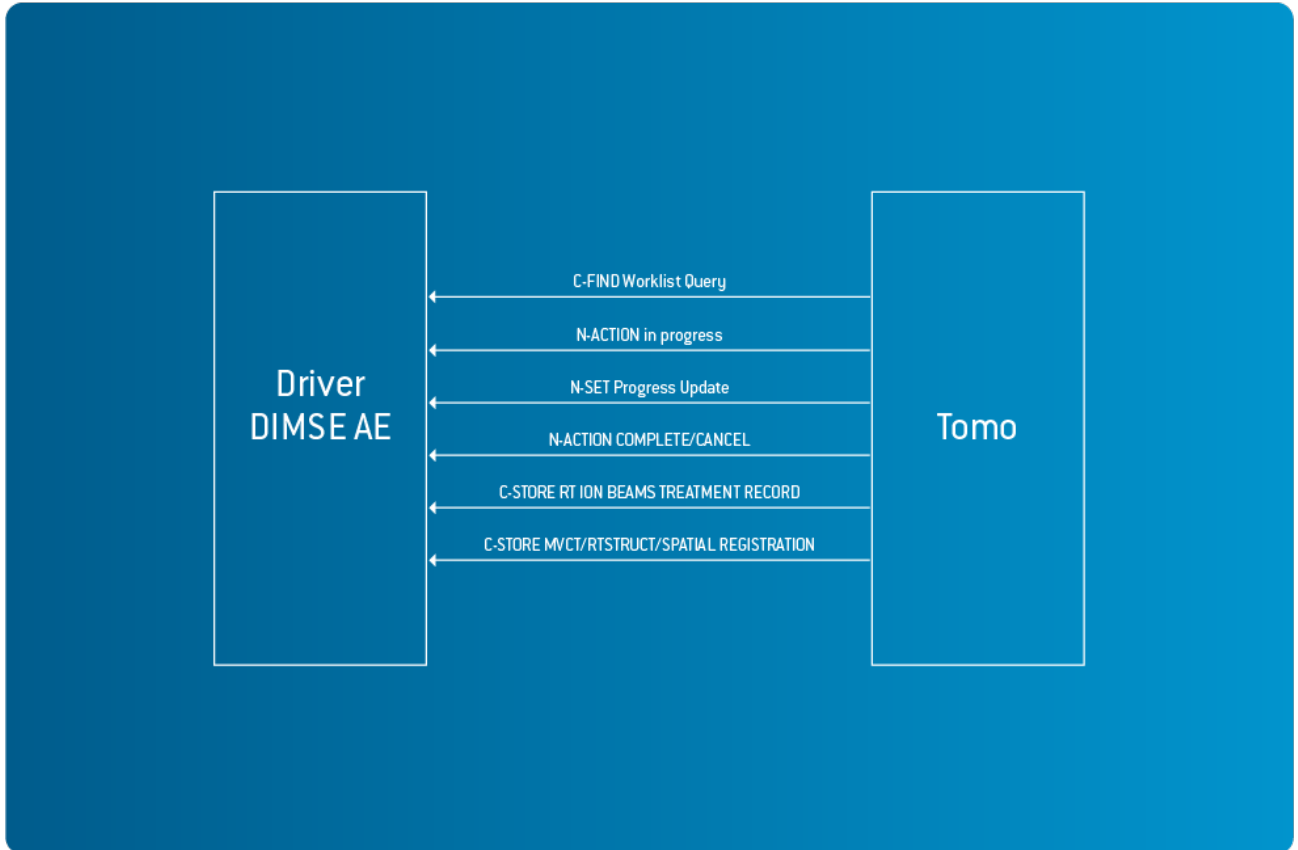 C-FIND Worklist Query
N-ACTION in progress
Driver
DIMSE AE
N-SET Progress Update
Tomo
N-ACTION COMPLETE/CANCEL
C-STORE RT ION BEAMS TREATMENT RECORD
C-STORE MVCT/RTSTRUCT/SPATIAL REGISTRATION